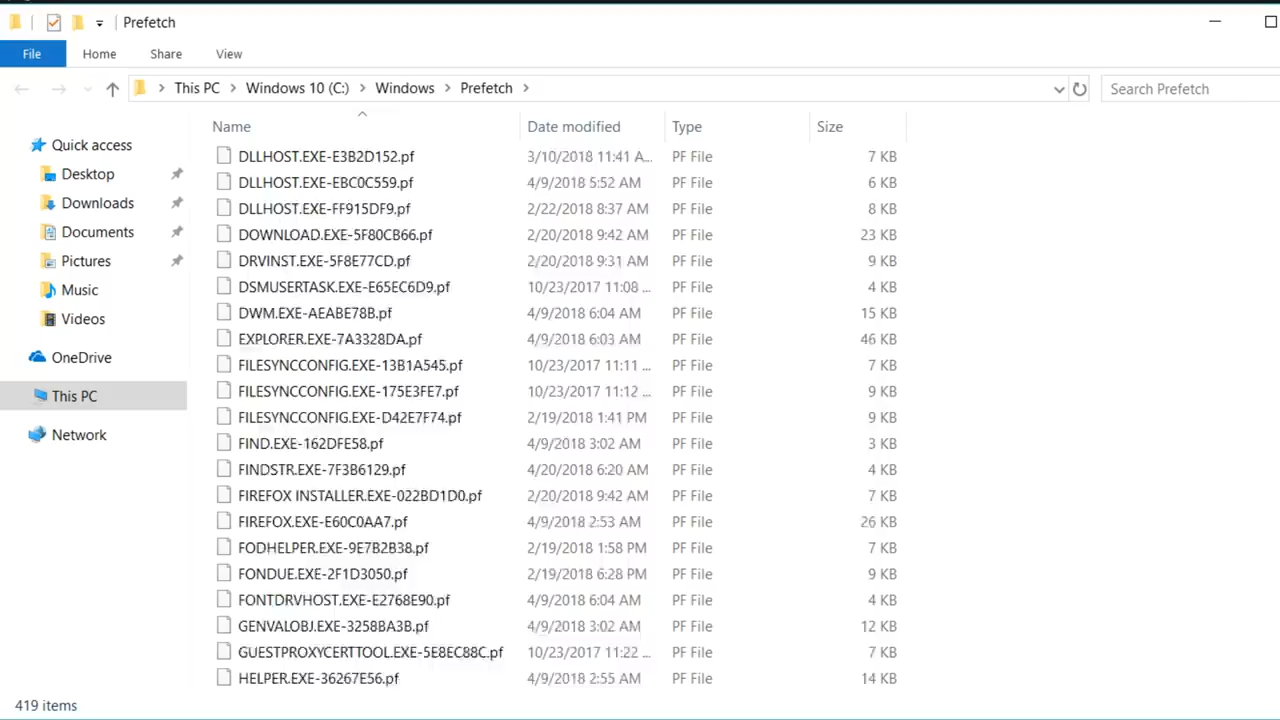 Prefetch
File Home Share View
This PC Windows 10 (C:) Windows Prefetch Search Prefetch
Name Date modified Type Size
Quick access
Desktop
Downloads
Documents
Pictures
Music
Videos
OneDrive
This PC
Network
DLLHOST.EXE-E3B2D152.pf 3/10/2018 11:41 A... PF File 7 KB
DLLHOST.EXE-EBC0C559.pf 4/9/2018 5:52 AM PF File 6 KB
DLLHOST.EXE-FF915DF9.pf 2/22/2018 8:37 AM PF File 8 KB
DOWNLOAD.EXE-5F80CB66.pf 2/20/2018 9:42 AM PF File 23 KB
DRVINST.EXE-5F8E77CD.pf 2/20/2018 9:31 AM PF File 9 KB
DSMUSERTASK.EXE-E65EC6D9.pf 10/23/2017 11:08 ... PF File 4 KB
DWM.EXE-AEABE78B.pf 4/9/2018 6:04 AM PF File 15 KB
EXPLORER.EXE-7A3328DA.pf 4/9/2018 6:03 AM PF File 46 KB
FILESYNCCONFIG.EXE-13B1A545.pf 10/23/2017 11:11 ... PF File 7 KB
FILESYNCCONFIG.EXE-175E3FE7.pf 10/23/2017 11:12 ... PF File 9 KB
FILESYNCCONFIG.EXE-D42E7F74.pf 2/19/2018 1:41 PM PF File 9 KB
FIND.EXE-162DFE58.pf 4/9/2018 3:02 AM PF File 3 KB
FINDSTR.EXE-7F3B6129.pf 4/20/2018 6:20 AM PF File 4 KB
FIREFOX INSTALLER.EXE-022BD1D0.pf 2/20/2018 9:42 AM PF File 7 KB
FIREFOX.EXE-E60C0AA7.pf 4/9/2018 2:53 AM PF File 26 KB
FODHELPER.EXE-9E7B2B38.pf 2/19/2018 1:58 PM PF File 7 KB
FONDUE.EXE-2F1D3050.pf 2/19/2018 6:28 PM PF File 9 KB
FONTDRVHOST.EXE-E2768E90.pf 4/9/2018 6:04 AM PF File 4 KB
GENVALOBJ.EXE-3258BA3B.pf 4/9/2018 3:02 AM PF File 12 KB
GUESTPROXYCERTTOOL.EXE-5E8EC88C.pf 10/23/2017 11:22 ... PF File 7 KB
HELPER.EXE-36267E56.pf 4/9/2018 2:55 AM PF File 14 KB
419 items